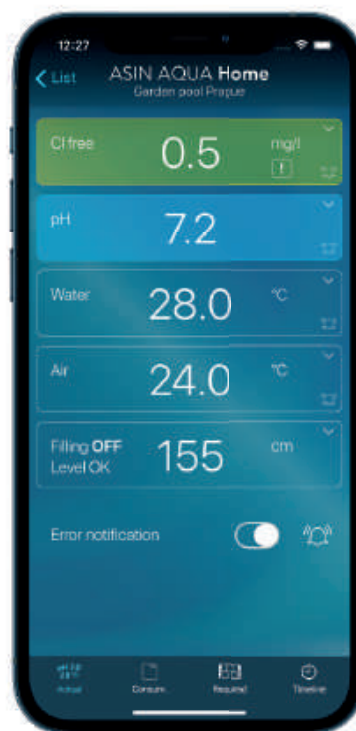 12:27
List
ASIN AQUA Home
Garden pool Prague
Cl free
0.5
mg/l
!
pH
7.2
Water
28.0
°C
Air
24.0
°C
Filling OFF
Level OK
155
cm
Error notification
Actual
Consum.
Required
Timeline